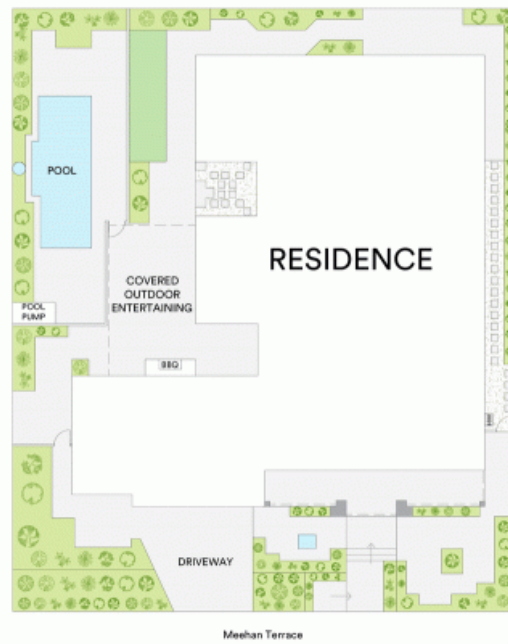 POOL
RESIDENCE
COVERED
OUTDOOR
ENTERTAINING
POOL
PUMP
BBQ
DRIVEWAY
Meehan Terrace